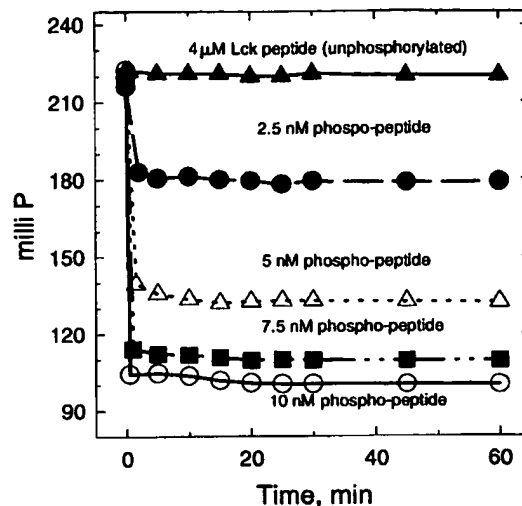 240
210
180
150
120
90
milli P
4μM Lck peptide (unphosphorylated)
2.5 nM phospo-peptide
5 nM phospho-peptide
7.5 nM phospho-peptide
10 nM phospho-peptide
0 20 40 60
Time, min